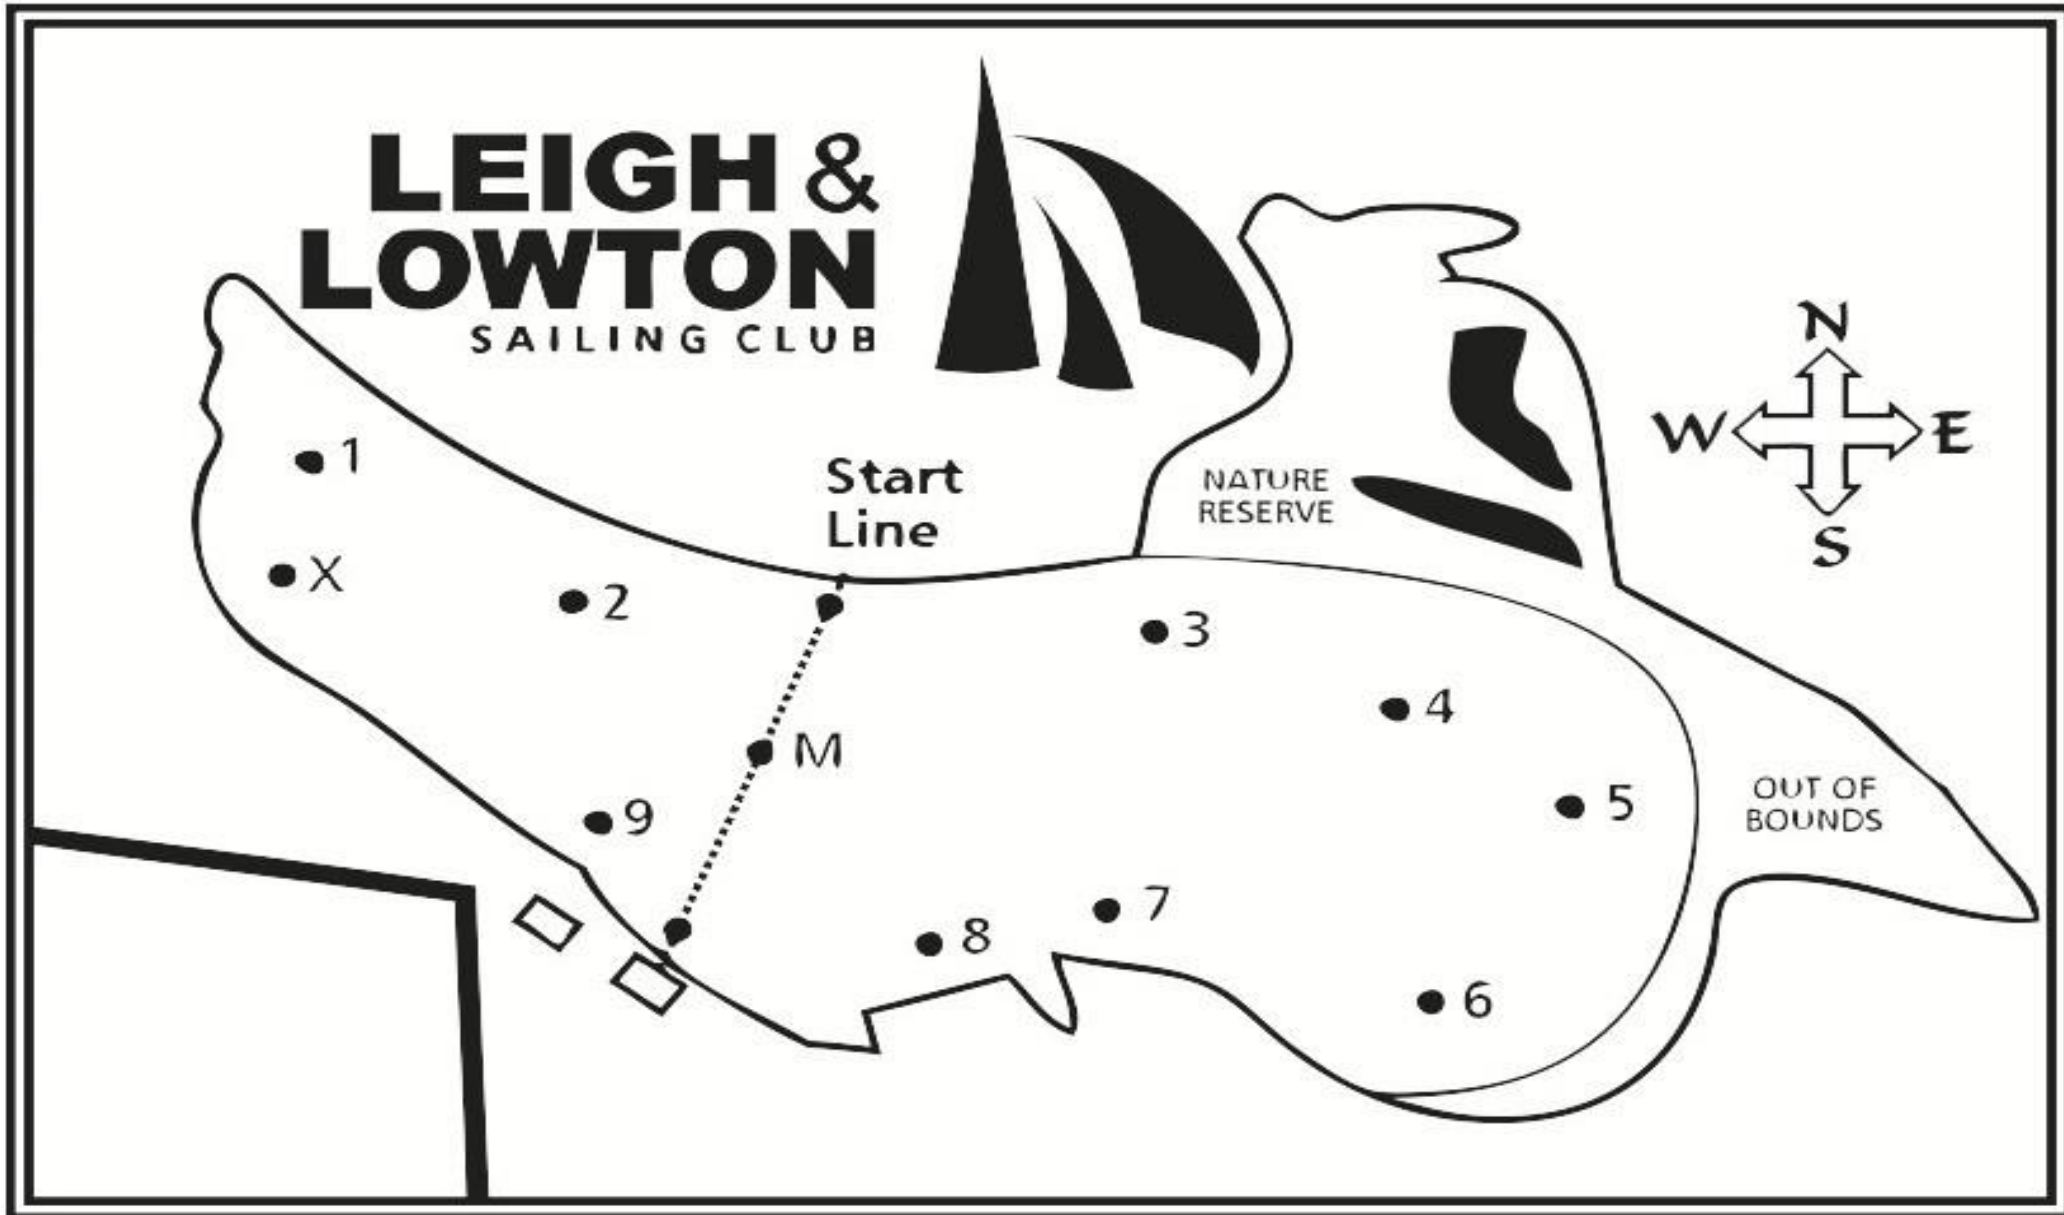 LEIGH &
LOWTON
SAILING CLUB
N
W E
S
1
Start
Line
NATURE
RESERVE
X
2
3
4
M
5
OUT OF
BOUNDS
9
7
8
6